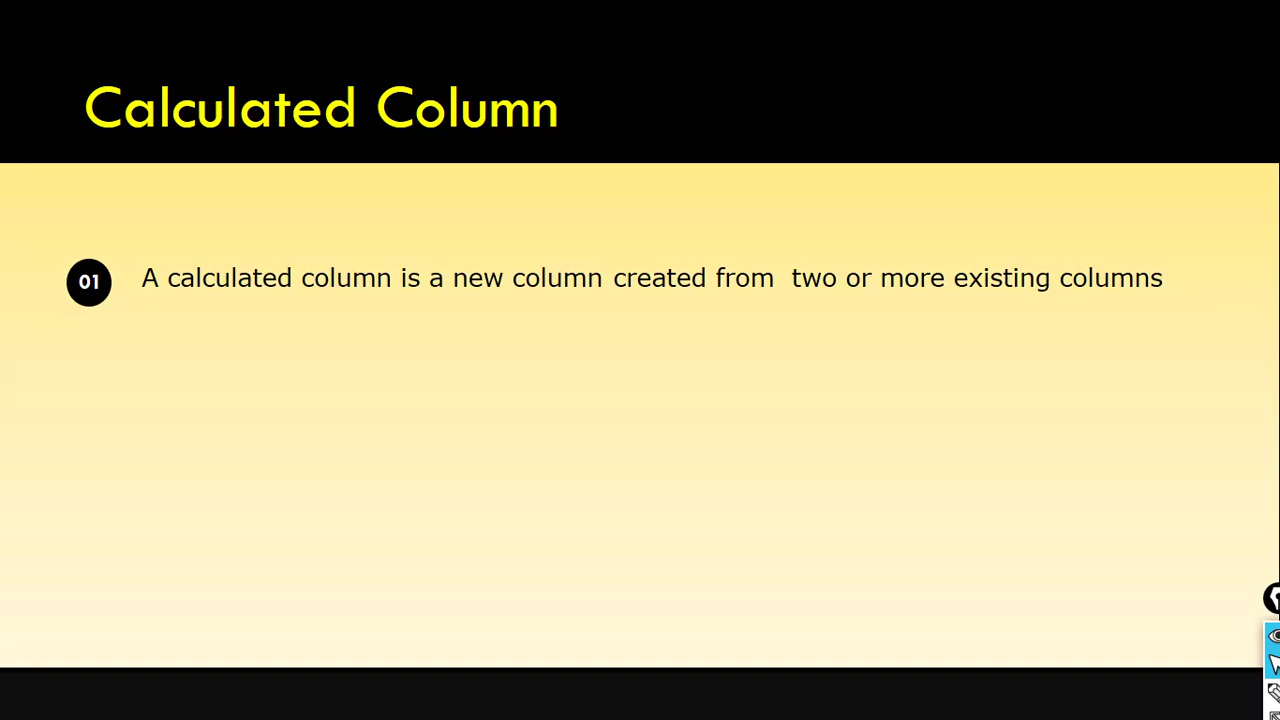 Calculated Column
01 A calculated column is a new column created from two or more existing columns